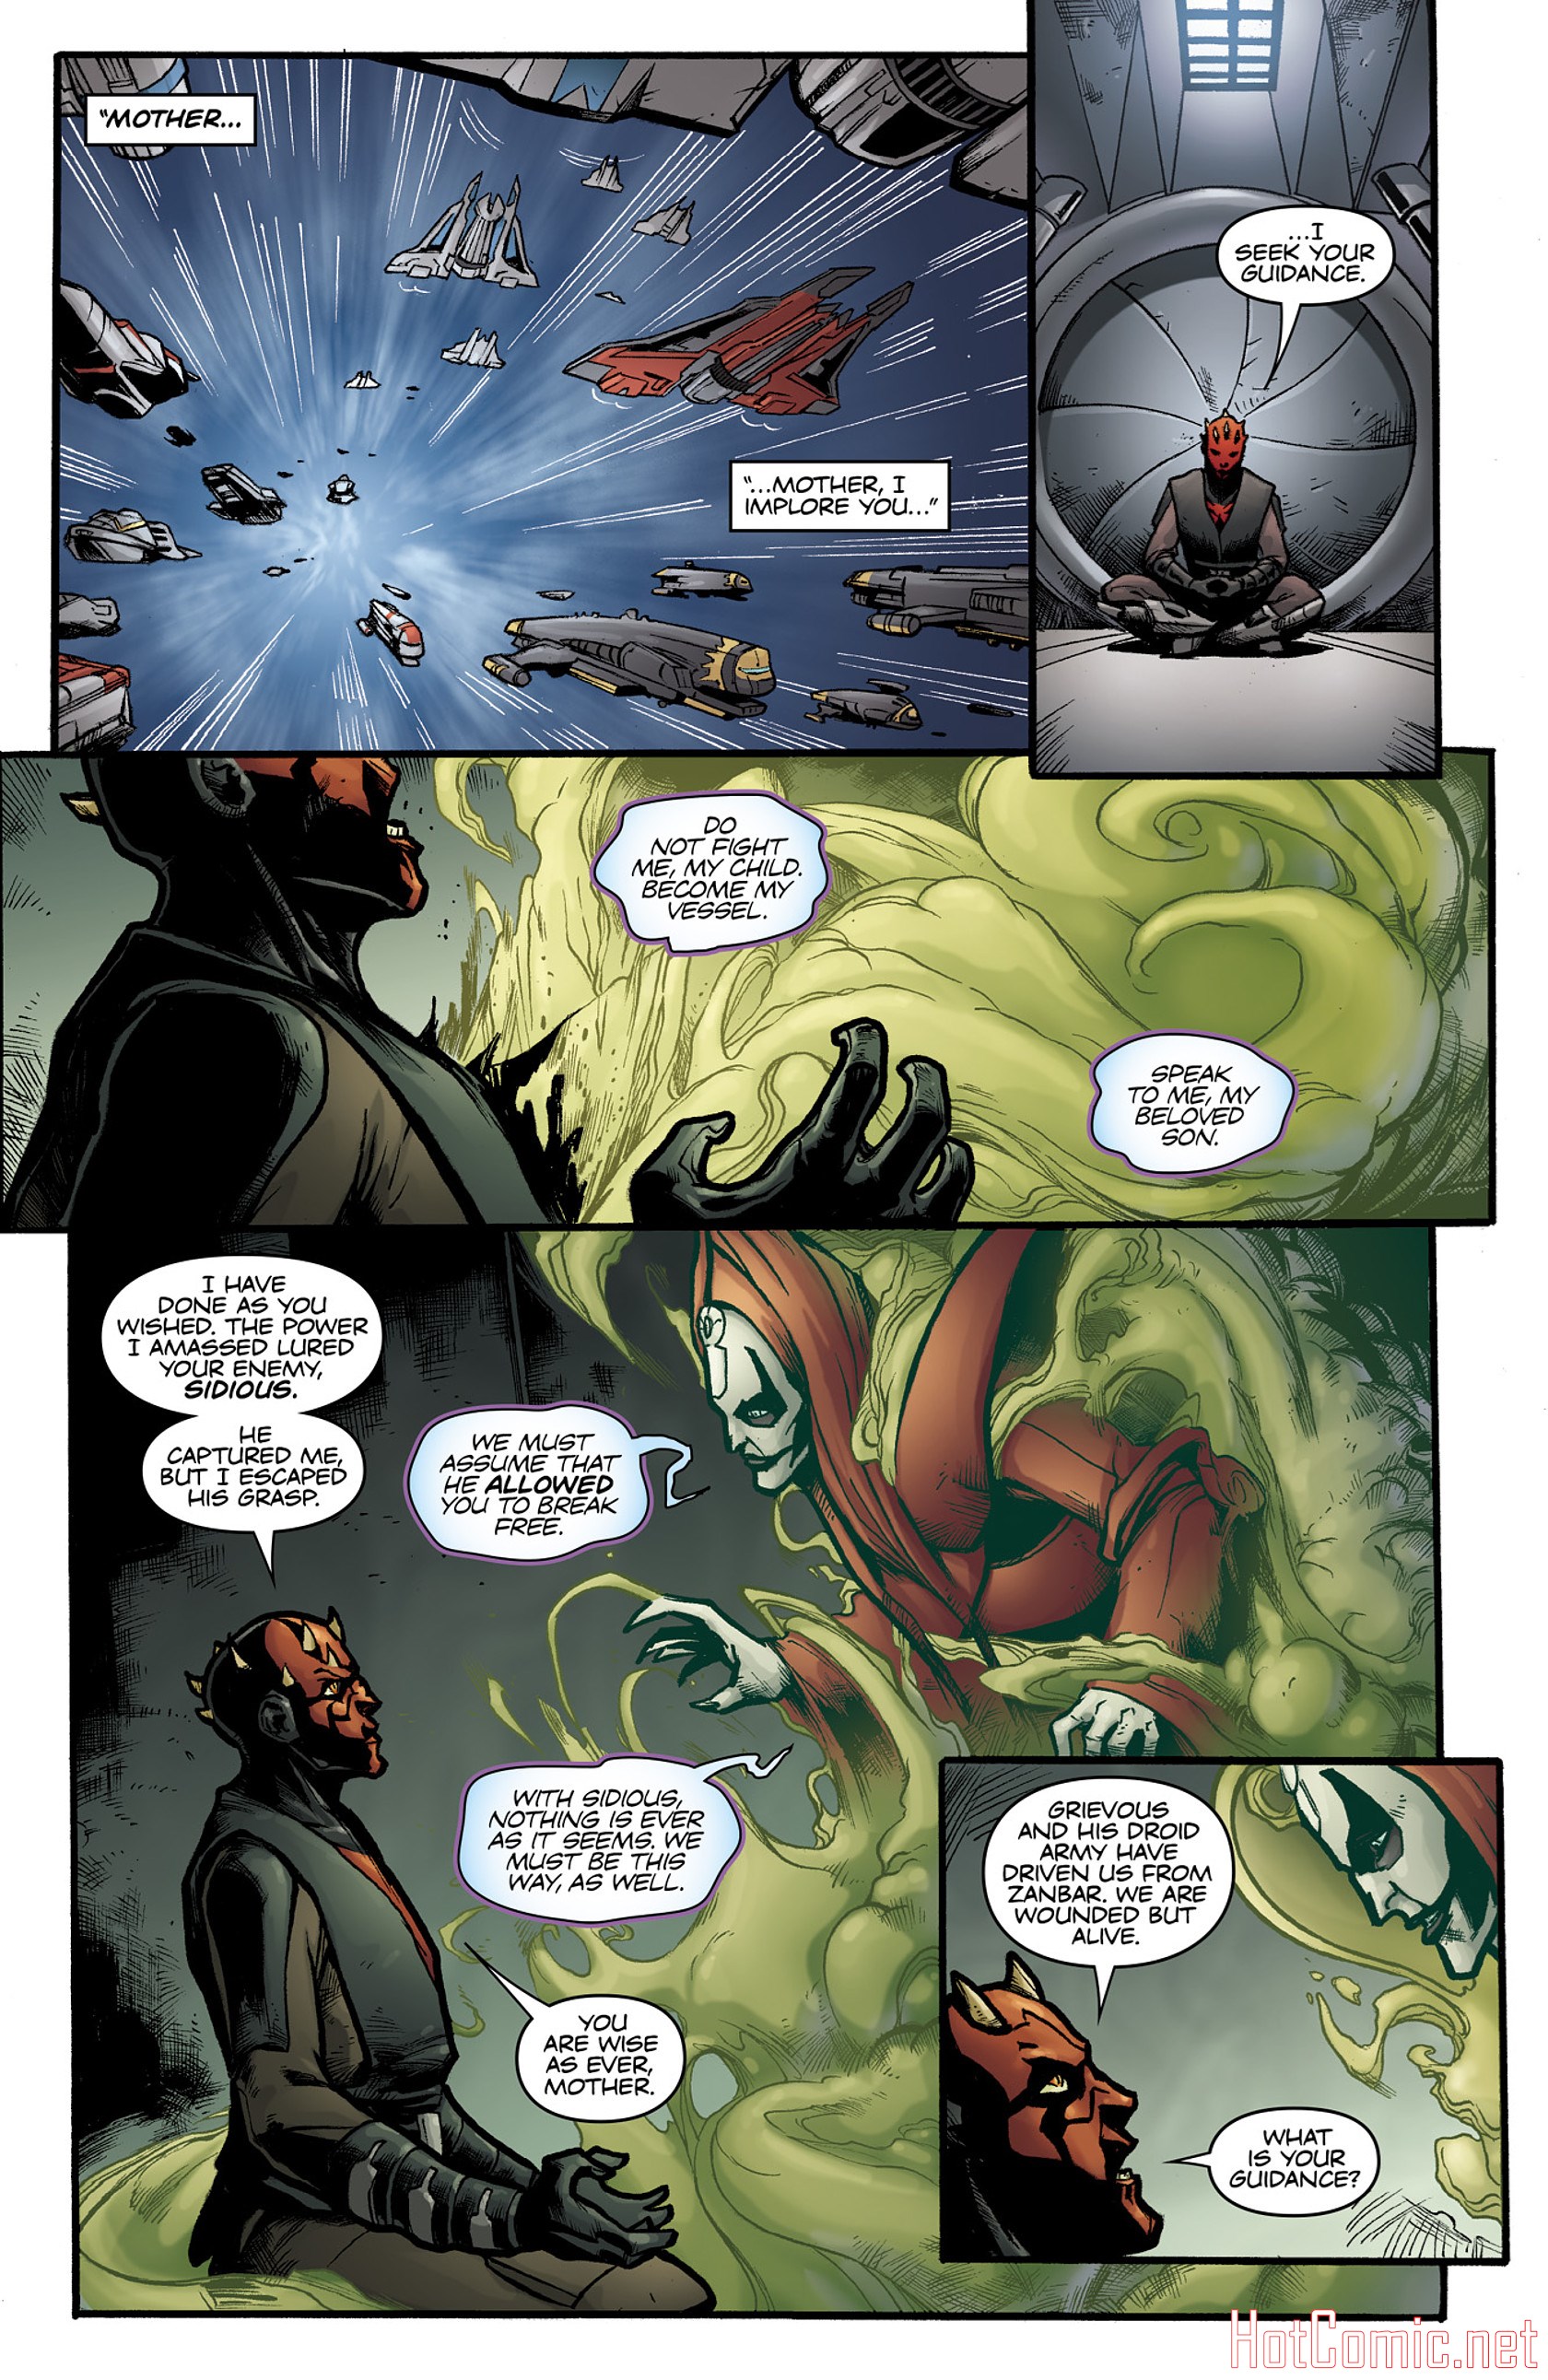 "MOTHER...
"...MOTHER, I
IMPLORE YOU..."
...I
SEEK YOUR
GUIDANCE.
DO
NOT FIGHT
ME, MY CHILD.
BECOME MY
VESSEL.
SPEAK
TO ME, MY
BELOVED
SON.
I HAVE
DONE AS YOU
WISHED. THE POWER
I AMASSED LURED
YOUR ENEMY,
SIDIOUS.
HE
CAPTURED ME,
BUT I ESCAPED
HIS GRASP.
WE MUST
ASSUME THAT
HE ALLOWED
YOU TO BREAK
FREE.
WITH SIDIOUS,
NOTHING IS EVER
AS IT SEEMS. WE
MUST BE THIS
WAY, AS WELL.
YOU
ARE WISE
AS EVER,
MOTHER.
GRIEVOUS
AND HIS DROID
ARMY HAVE
DRIVEN US FROM
ZANBAR. WE ARE
WOUNDED BUT
ALIVE.
WHAT
IS YOUR
GUIDANCE?
HotComic.net